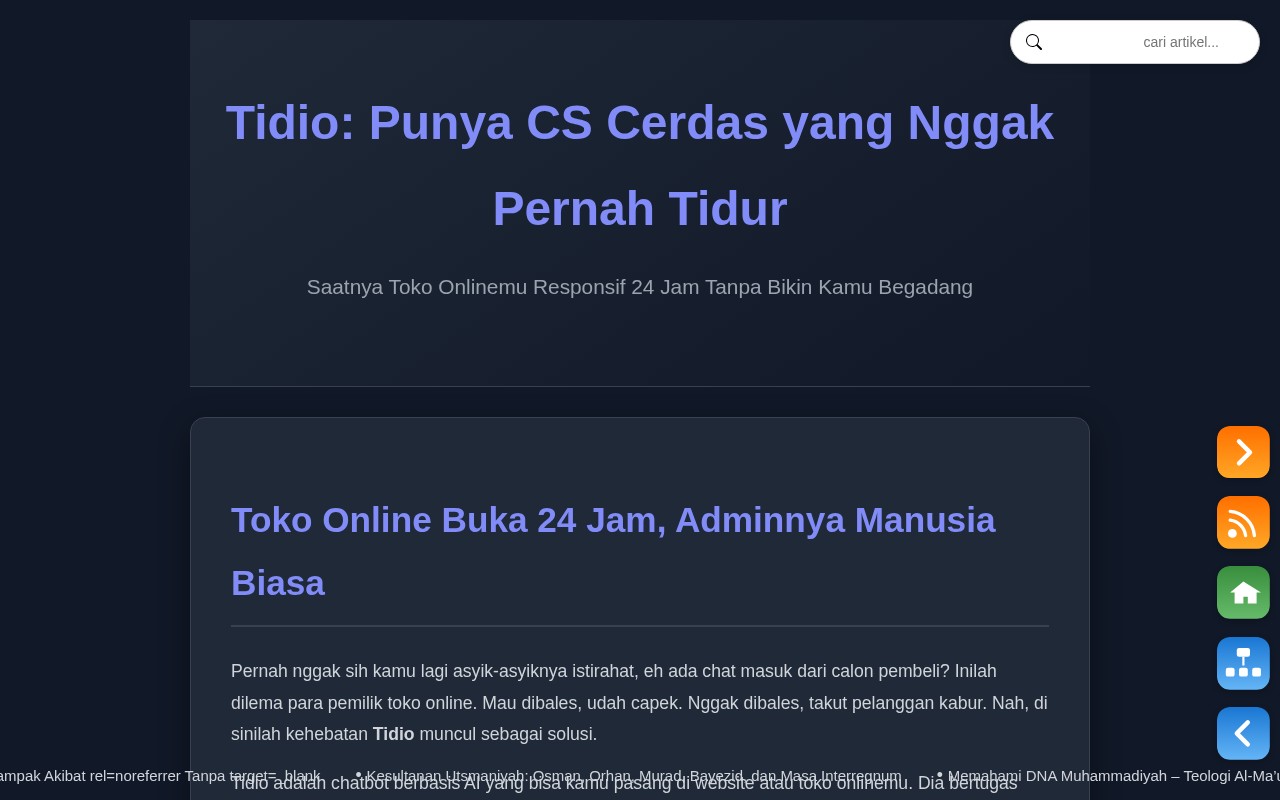 cari artikel...
Tidio: Punya CS Cerdas yang Nggak
Pernah Tidur
Saatnya Toko Onlinemu Responsif 24 Jam Tanpa Bikin Kamu Begadang
Toko Online Buka 24 Jam, Adminnya Manusia
Biasa
Pernah nggak sih kamu lagi asyik-asyiknya istirahat, eh ada chat masuk dari calon pembeli? Inilah
dilema para pemilik toko online. Mau dibales, udah capek. Nggak dibales, takut pelanggan kabur. Nah, di
sinilah kehebatan Tidio muncul sebagai solusi.
ampak Akibat rel=noreferrer Tanpa target=_blank • Kesultanan Utsmaniyah: Osman, Orhan, Murad, Bayezid, dan Masa Interregnum • Memahami DNA Muhammadiyah – Teologi Al-Ma'u
Tidio adalah chatbot berbasis AI yang bisa kamu pasang di website atau toko onlinemu. Dia bertugas